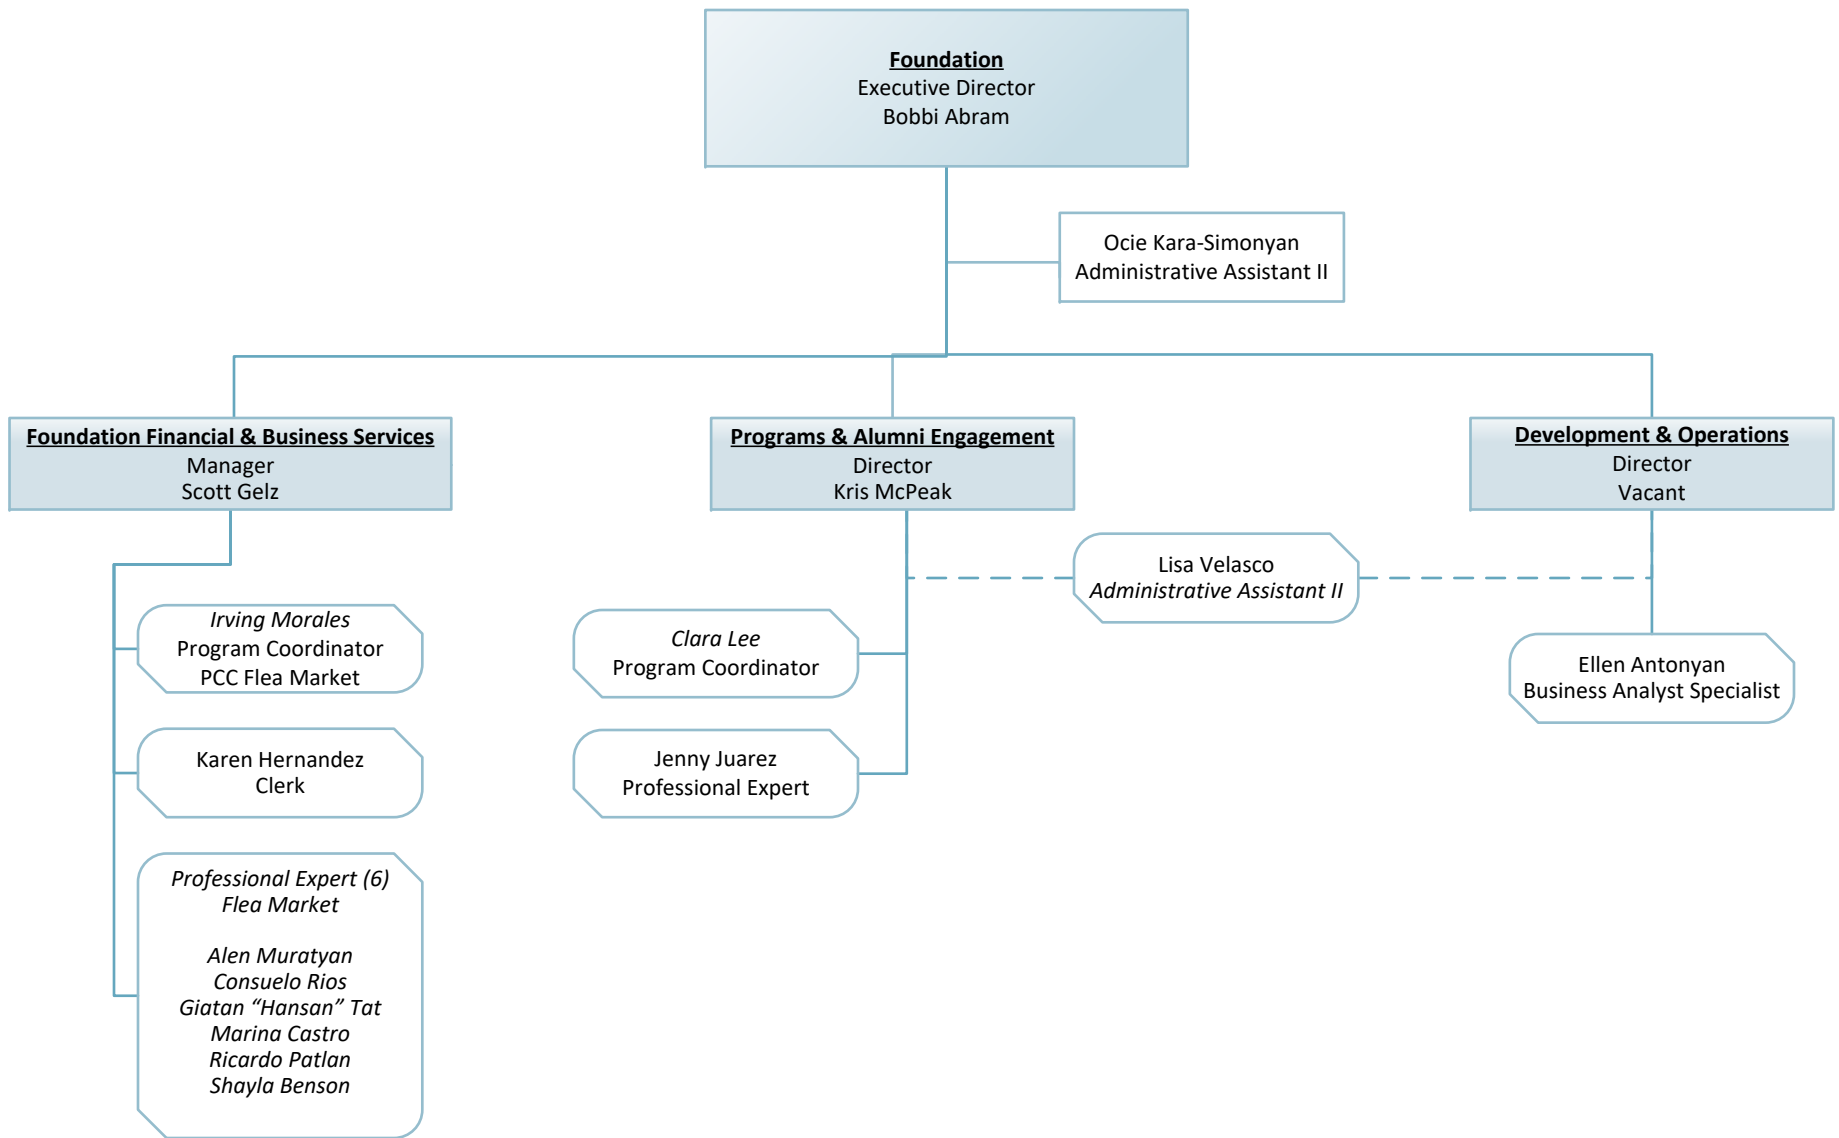 Foundation
Executive Director
Bobbi Abram
Ocie Kara-Simonyan
Administrative Assistant II
Foundation Financial & Business Services
Manager
Scott Gelz
Programs & Alumni Engagement
Director
Kris McPeak
Development & Operations
Director
Vacant
Lisa Velasco
Administrative Assistant II
Irving Morales
Program Coordinator
PCC Flea Market
Clara Lee
Program Coordinator
Ellen Antonyan
Business Analyst Specialist
Karen Hernandez
Clerk
Jenny Juarez
Professional Expert
Professional Expert (6)
Flea Market
Alen Muratyan
Consuelo Rios
Giatan “Hansan” Tat
Marina Castro
Ricardo Patlan
Shayla Benson